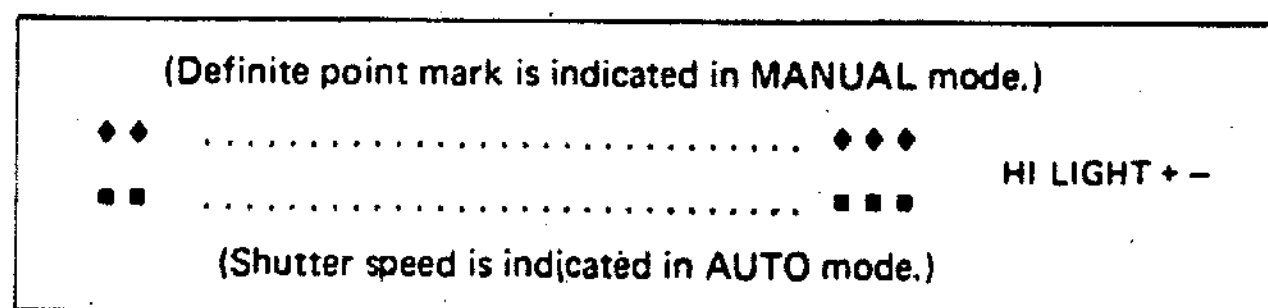 (Definite point mark is indicated in MANUAL mode.)
♦ ♦ .............................. ♦ ♦ ♦
HI LIGHT + −
■ ■ .............................. ■ ■ ■
(Shutter speed is indicated in AUTO mode.)